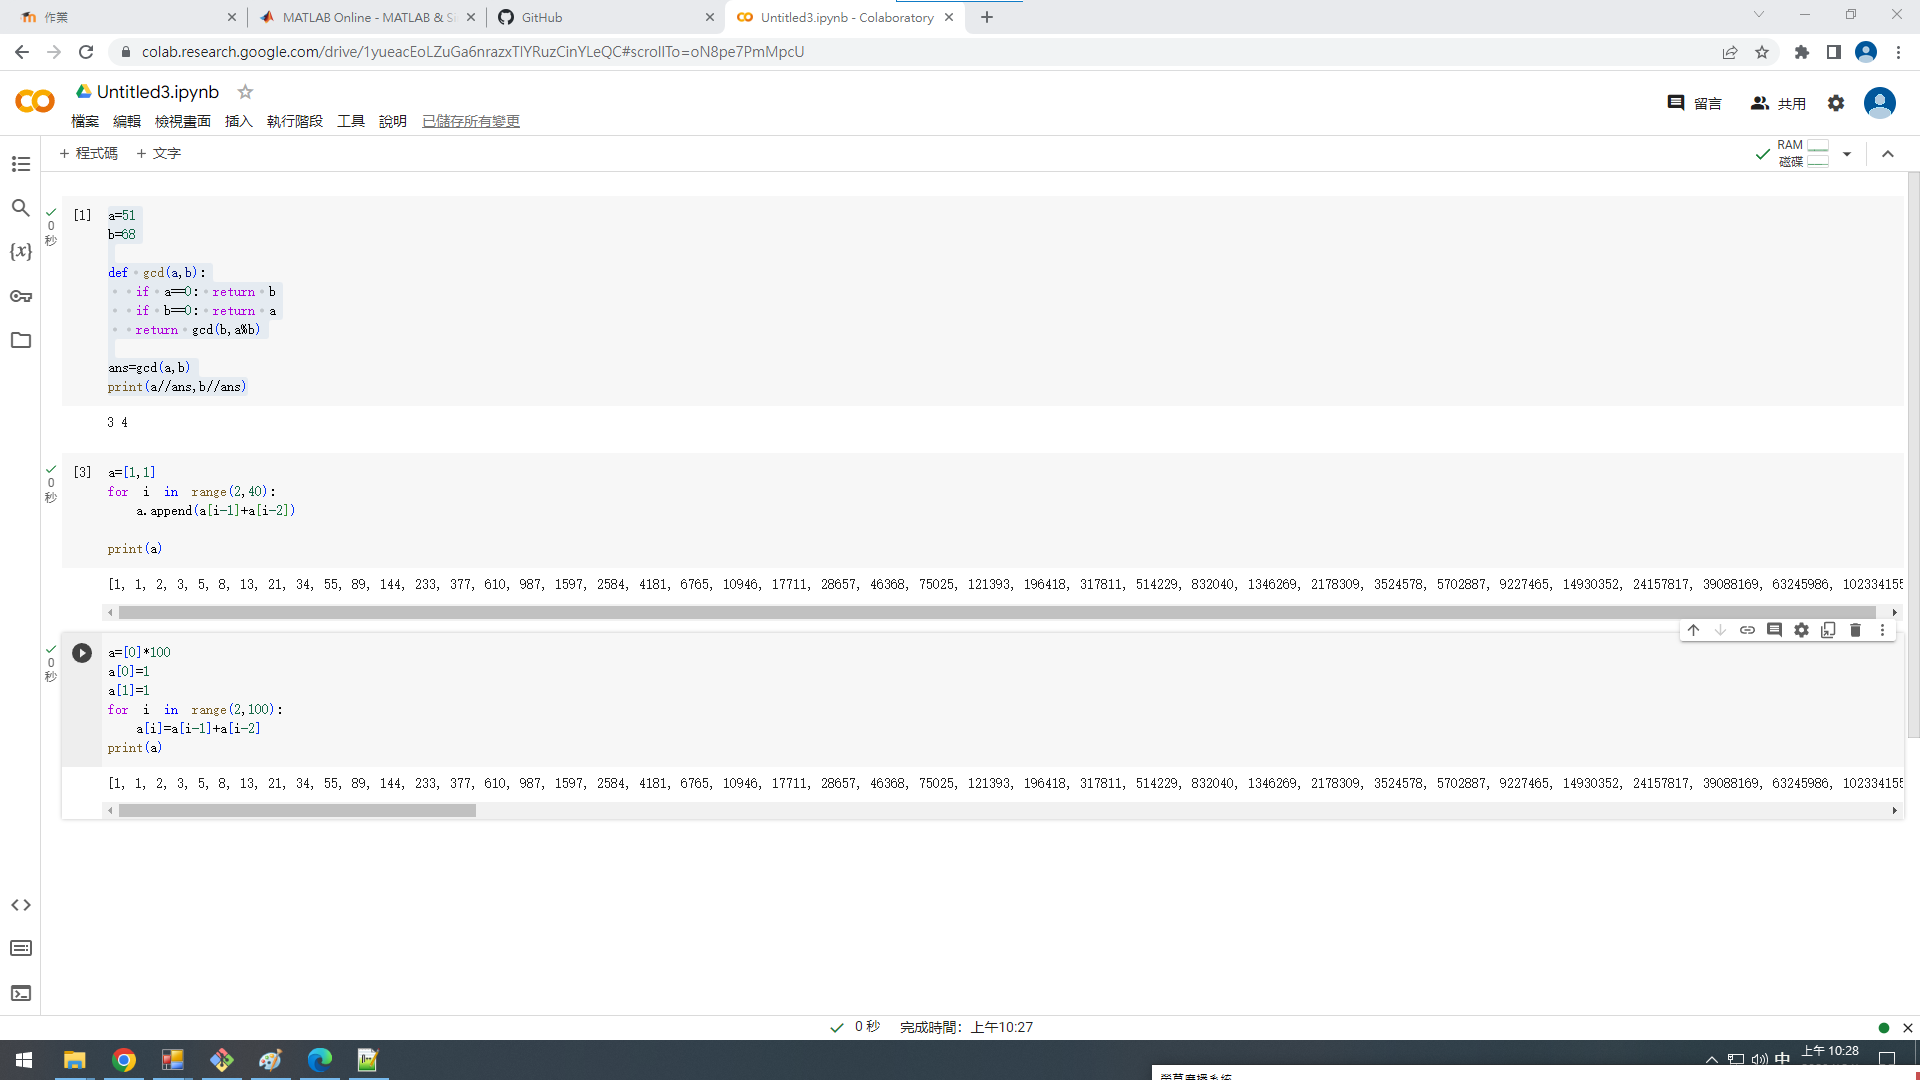 作業
MATLAB Online - MATLAB & Si
GitHub
Untitled3.ipynb - Colaboratory
colab.research.google.com/drive/1yueacEoLZuGa6nrazxTlYRuzCinYLeQC#scrollTo=oN8pe7PmMpcU
Untitled3.ipynb
留言
共用
檔案 編輯 檢視畫面 插入 執行階段 工具 說明 已儲存所有變更
+ 程式碼 + 文字
RAM
磁碟
{x}
0
秒
[1]
a=51
b=68
def gcd(a,b):
if a==0: return b
if b==0: return a
return gcd(b,a%b)
ans=gcd(a,b)
print(a//ans,b//ans)
3 4
0
秒
[3]
a=[1,1]
for i in range(2,40):
a.append(a[i-1]+a[i-2])
print(a)
[1, 1, 2, 3, 5, 8, 13, 21, 34, 55, 89, 144, 233, 377, 610, 987, 1597, 2584, 4181, 6765, 10946, 17711, 28657, 46368, 75025, 121393, 196418, 317811, 514229, 832040, 1346269, 2178309, 3524578, 5702887, 9227465, 14930352, 24157817, 39088169, 63245986, 102334155
0
秒
a=[0]*100
a[0]=1
a[1]=1
for i in range(2,100):
a[i]=a[i-1]+a[i-2]
print(a)
[1, 1, 2, 3, 5, 8, 13, 21, 34, 55, 89, 144, 233, 377, 610, 987, 1597, 2584, 4181, 6765, 10946, 17711, 28657, 46368, 75025, 121393, 196418, 317811, 514229, 832040, 1346269, 2178309, 3524578, 5702887, 9227465, 14930352, 24157817, 39088169, 63245986, 102334155
0 秒 完成時間: 上午10:27
中
上午 10:28